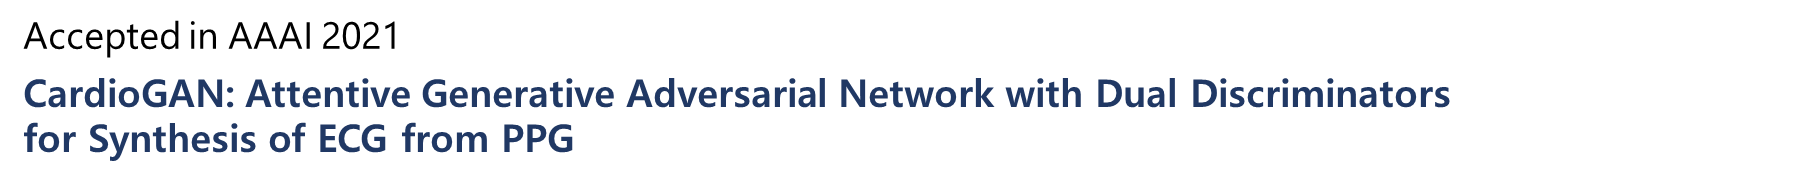 Accepted in AAAI 2021
CardioGAN: Attentive Generative Adversarial Network with Dual Discriminators
for Synthesis of ECG from PPG